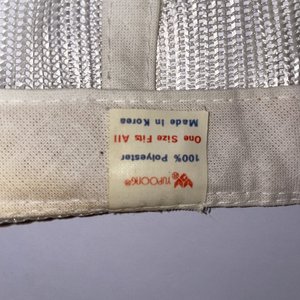 YUPOONG®
100% Polyester
One Size Fits All
Made In Korea